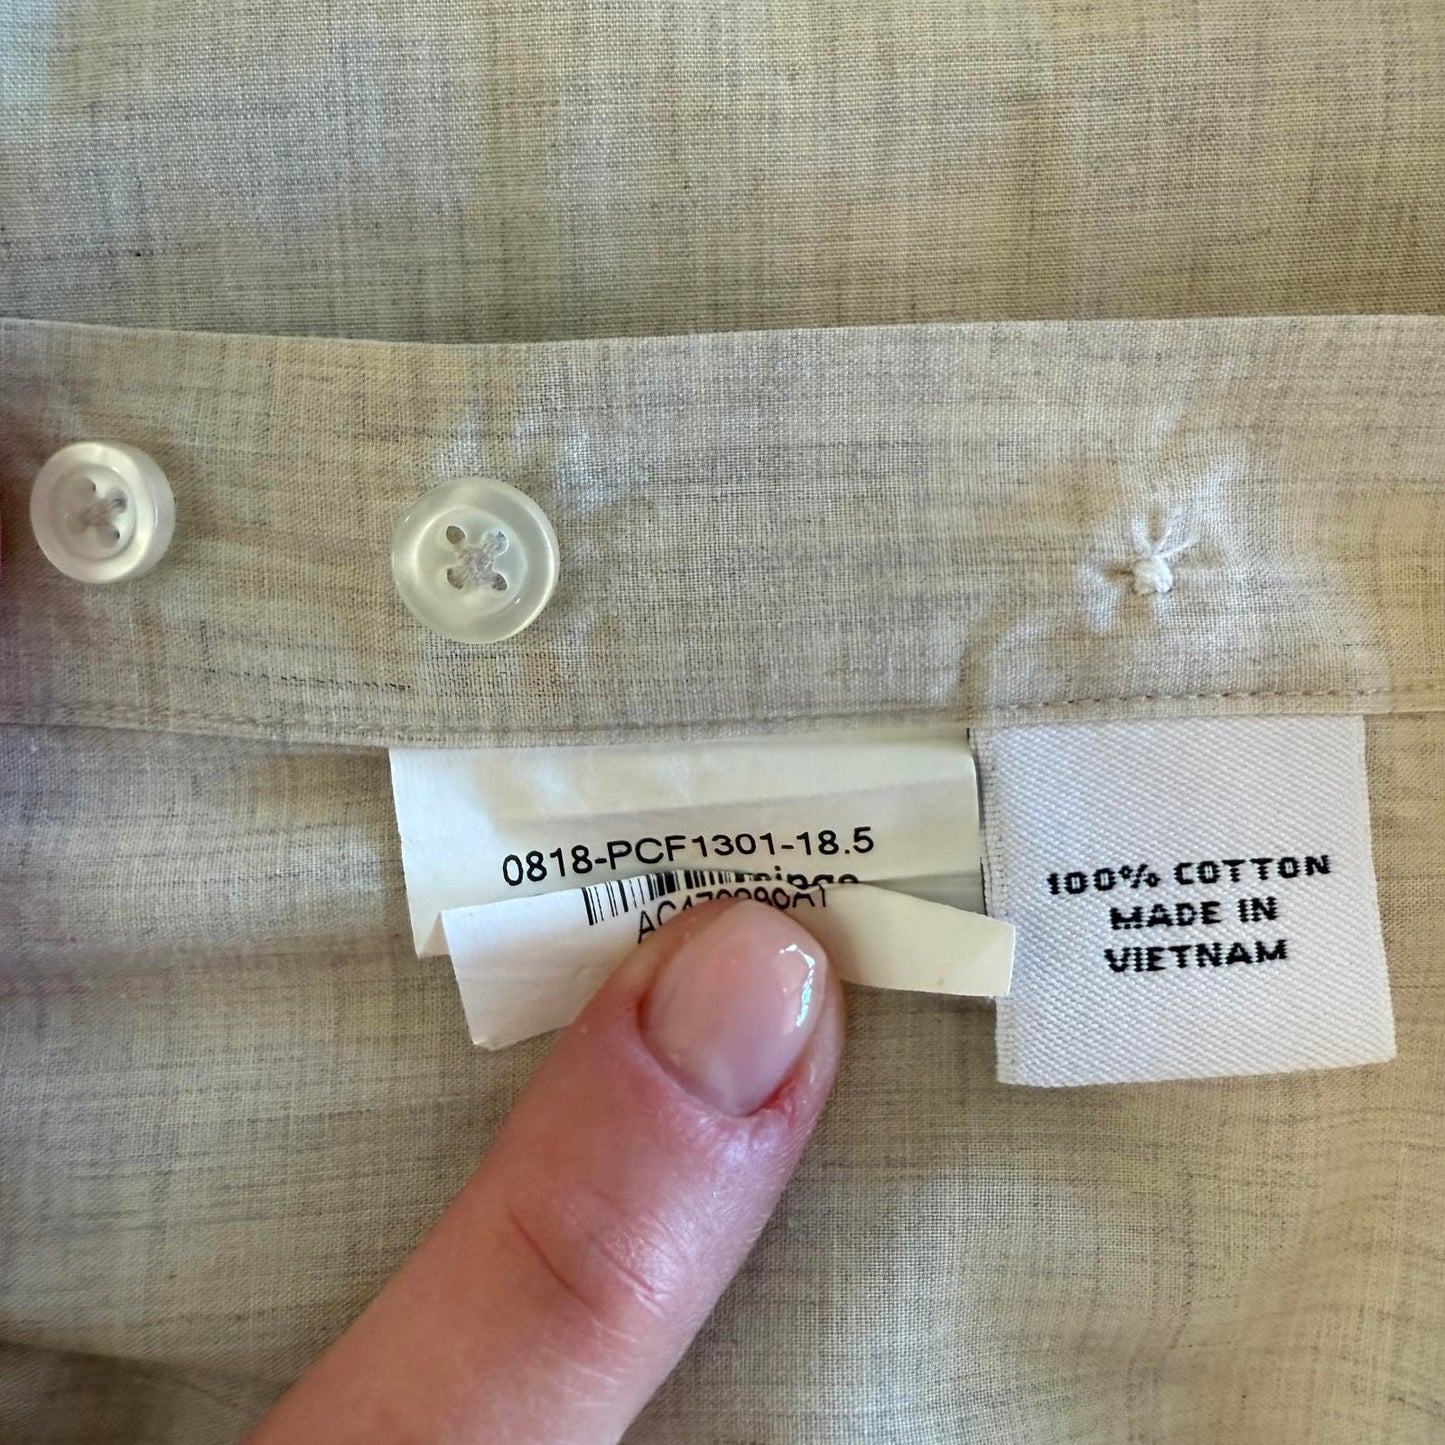 0818-PCF1301-18.5
100% COTTON
MADE IN
VIETNAM